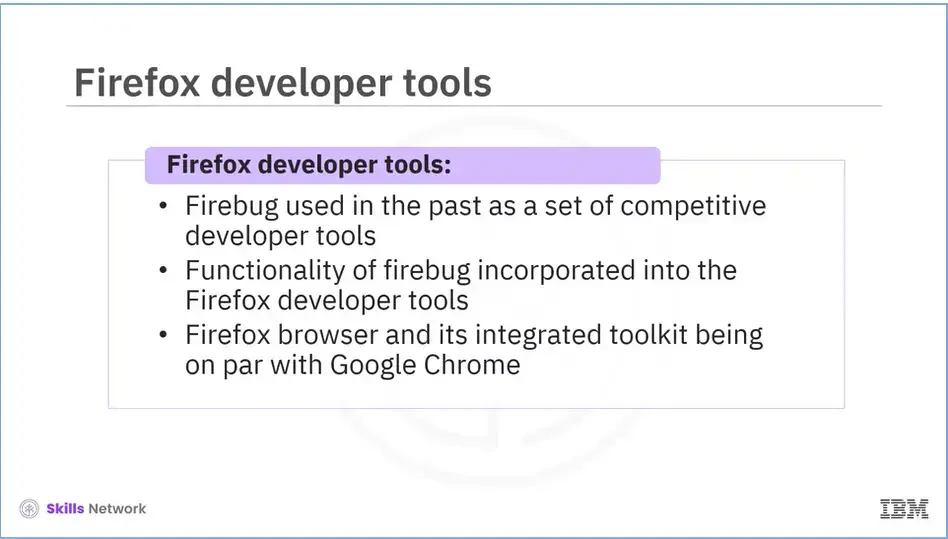 Firefox developer tools
Firefox developer tools:
• Firebug used in the past as a set of competitive
developer tools
• Functionality of firebug incorporated into the
Firefox developer tools
• Firefox browser and its integrated toolkit being
on par with Google Chrome
Skills Network
IBM